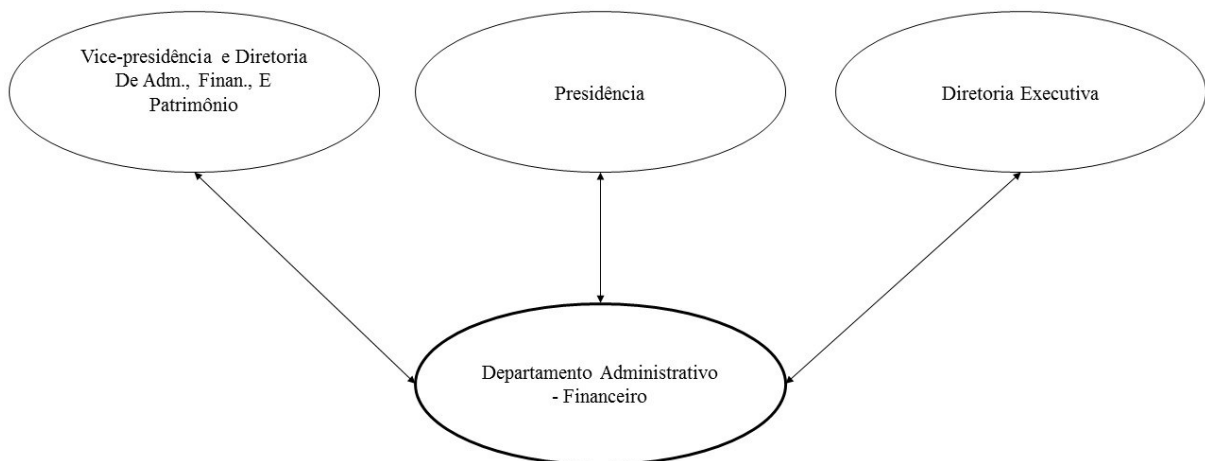 Vice-presidência e Diretoria
De Adm., Finan., E
Patrimônio
Presidência
Diretoria Executiva
Departamento Administrativo
- Financeiro